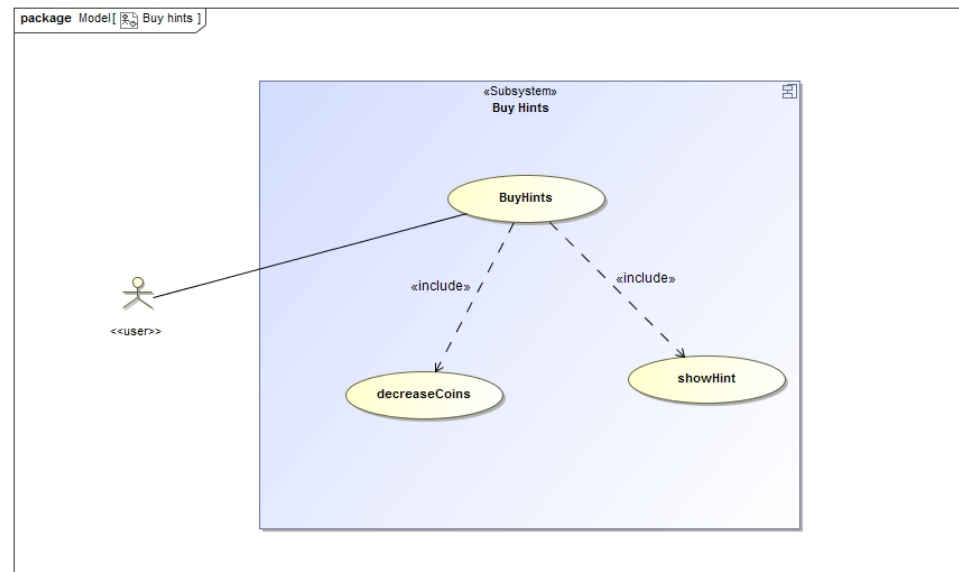 package Model[ Buy hints ]
«Subsystem»
Buy Hints
BuyHints
«include»
«include»
<<user>>
decreaseCoins
showHint